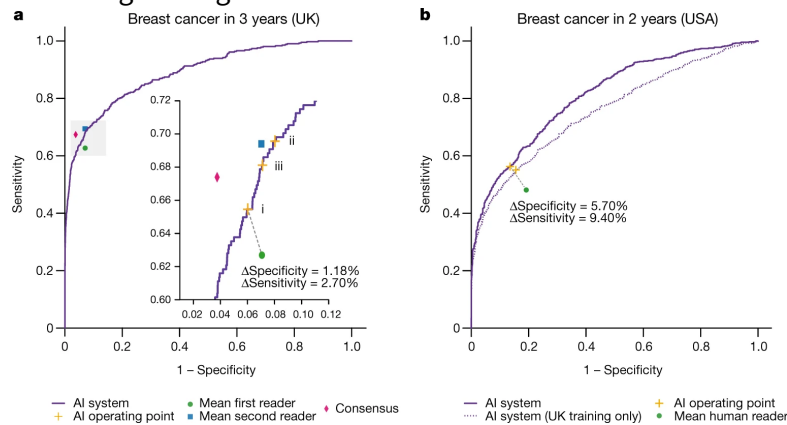 a
Breast cancer in 3 years (UK)
1.0
0.8
0.6
0.4
0.2
0
Sensitivity
0.72
0.70
0.68
0.66
0.64
0.62
0.60
ii
iii
i
ΔSpecificity = 1.18%
ΔSensitivity = 2.70%
0.02 0.04 0.06 0.08 0.10 0.12
0 0.2 0.4 0.6 0.8 1.0
1 – Specificity
AI system
AI operating point
Mean first reader
Mean second reader
Consensus
b
Breast cancer in 2 years (USA)
1.0
0.8
0.6
0.4
0.2
0
Sensitivity
ΔSpecificity = 5.70%
ΔSensitivity = 9.40%
0 0.2 0.4 0.6 0.8 1.0
1 – Specificity
AI system
AI system (UK training only)
AI operating point
Mean human reader